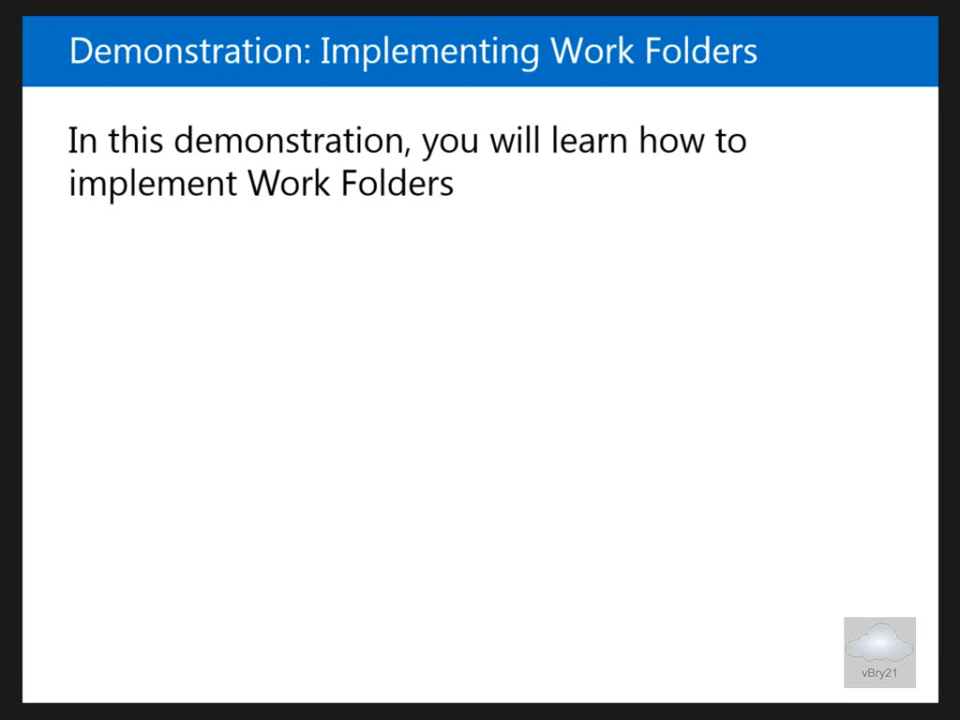 Demonstration: Implementing Work Folders
In this demonstration, you will learn how to
implement Work Folders
vBry21